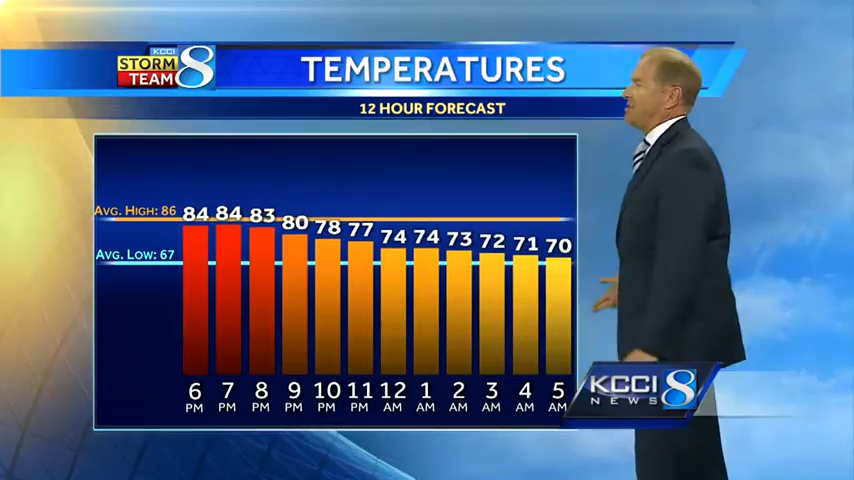 KCCI
STORM
TEAM 8
TEMPERATURES
12 HOUR FORECAST
AVG. HIGH: 86
84 84 83 80 78 77 74 74 73 72 71 70
AVG. LOW: 67
6 7 8 9 10 11 12 1 2 3 4 5
PM PM PM PM PM PM AM AM AM AM AM AM
KCCI 8
NEWS